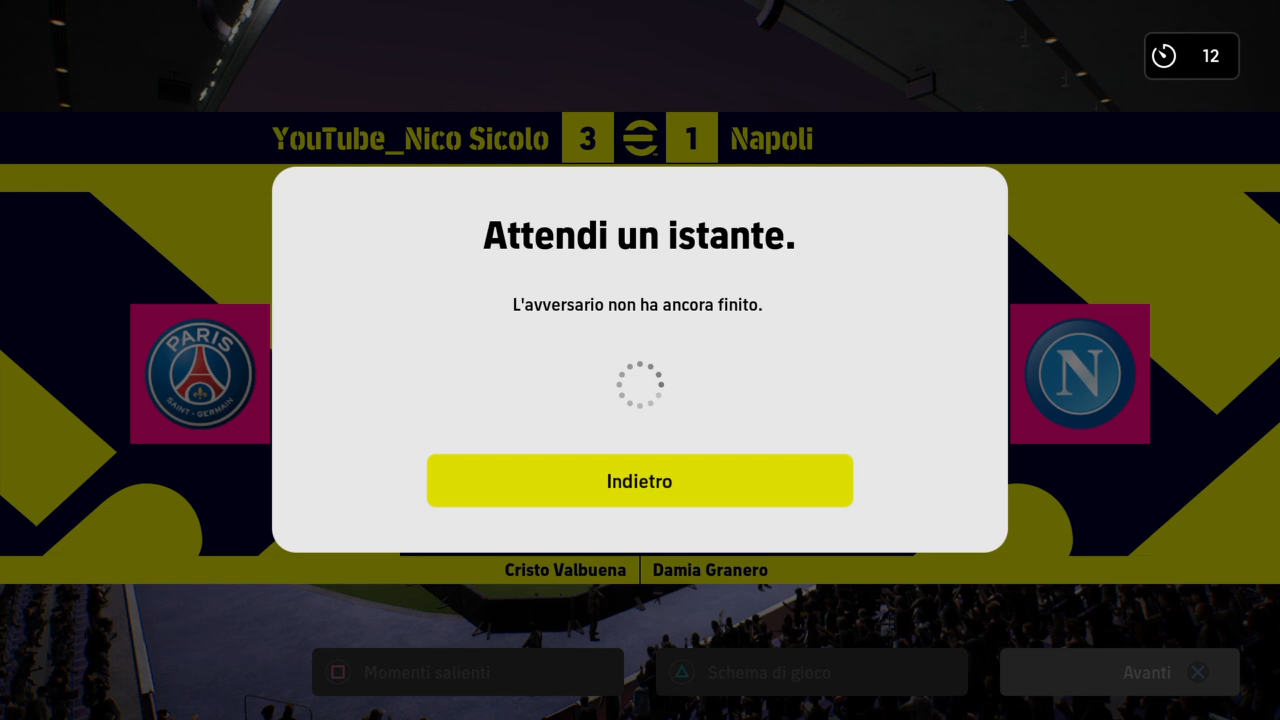 12
YouTube_Nico Sicolo 3 1 Napoli
Attendi un istante.
L'avversario non ha ancora finito.
PARIS
SAINT-GERMAIN
N
Indietro
Cristo Valbuena Damia Granero
Momenti salienti Schema di gioco Avanti